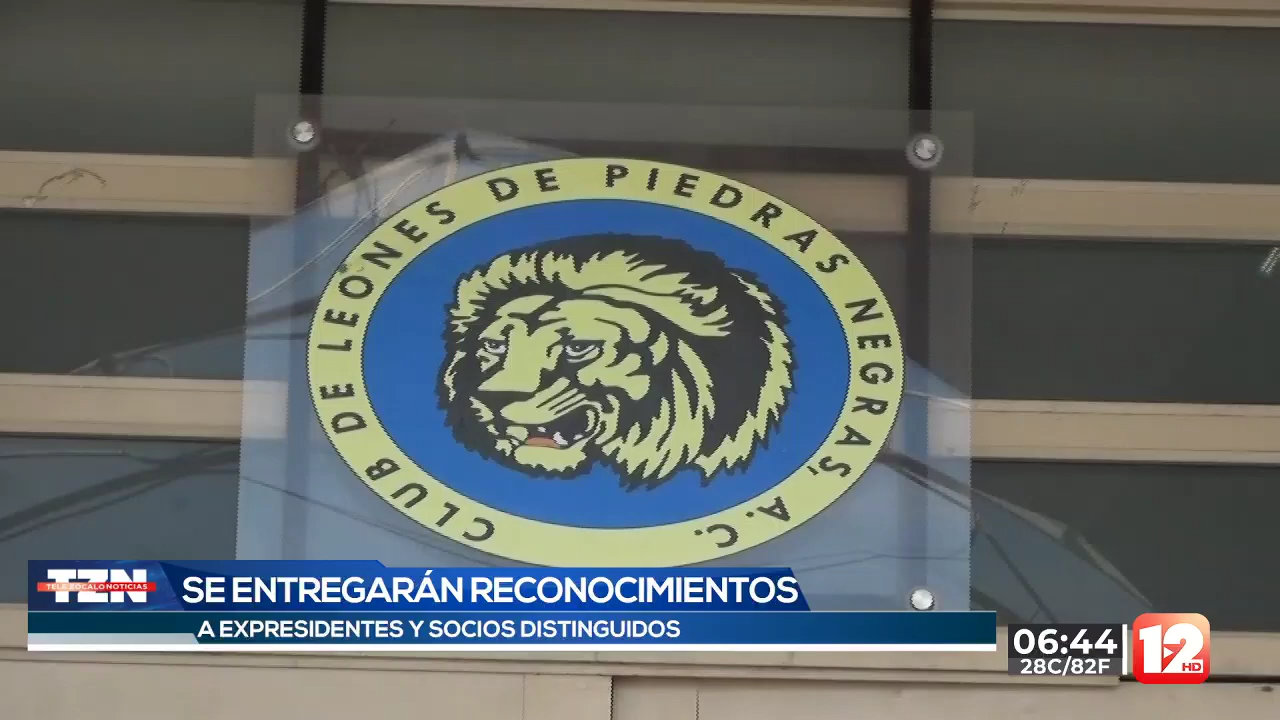 CLUB DE LEONES DE PIEDRAS NEGRAS, A.C.
TZN
TELE ZOCALO NOTICIAS
SE ENTREGARÁN RECONOCIMIENTOS
A EXPRESIDENTES Y SOCIOS DISTINGUIDOS
06:44
28C/82F
12
HD